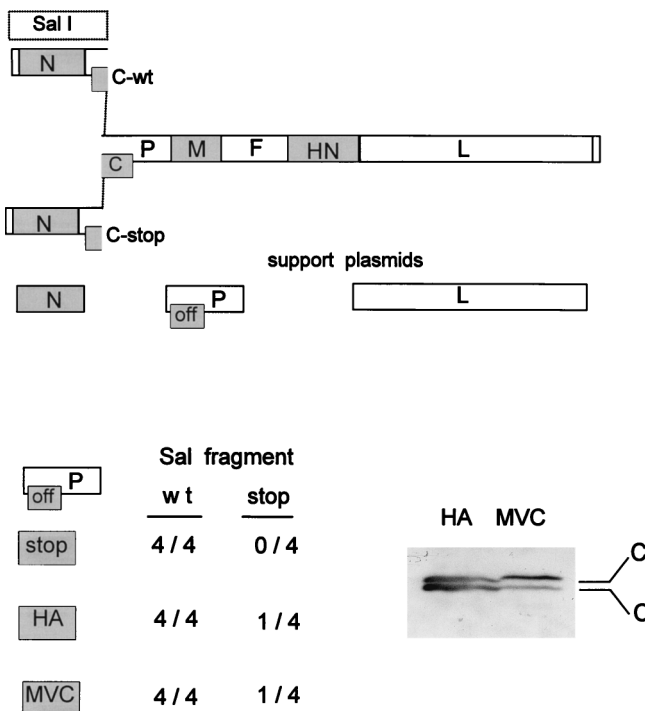 Sal I
N
C-wt
P M F HN L
C
N
C-stop
support plasmids
N P L
off
Sal fragment
P
off
wt stop
stop 4/4 0/4
HA 4/4 1/4
MVC 4/4 1/4
HA MVC
C
C